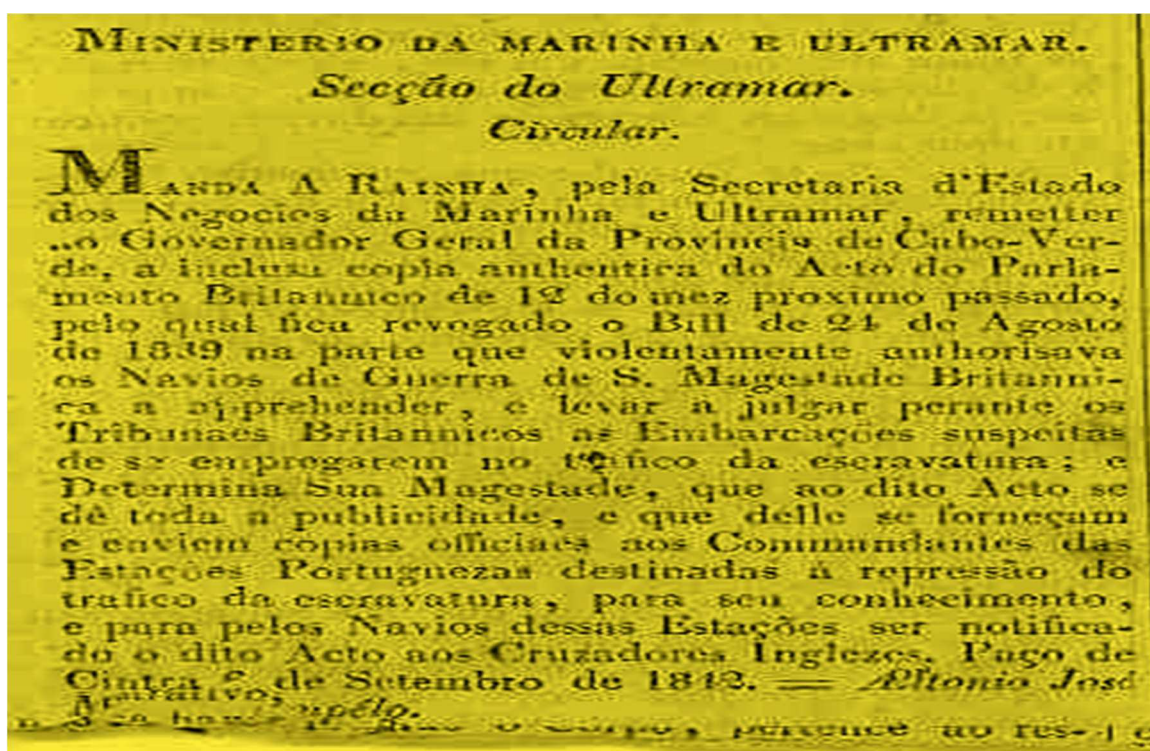 MINISTERIO DA MARINHA E ULTRAMAR.
Secção do Ultramar.
Circular.
MANDA A RAINHA, pela Secretaria d'Estado
dos Negocios da Marinha e Ultramar, remetter
ao Governador Geral da Provincia de Cabo-Ver-
de, a inclusa copia authentica do Acto do Parla-
mento Britannico de 12 do mez proximo passado,
pelo qual fica revogado o Bill de 24 de Agosto
de 1839 na parte que violentamente authorisava
os Navios de Guerra de S. Magestade Britanni-
ca a apprehender, e levar a julgar perante os
Tribunaes Britannicos as Embarcações suspeitas
de se empregarem no trafico da escravatura; e
Determina Sua Magestade, que ao dito Acto se
dê toda a publicidade, e que delle se forneçam
e enviem copias officiaes aos Commandantes das
Estações Portuguezas destinadas á repressão do
trafico da escravatura, para seu conhecimento,
e para pelos Navios dessas Estações ser notifica-
do o dito Acto aos Cruzadores Inglezes. Paço de
Cintra de Setembro de 1842. = Antonio José
pertence ao res-